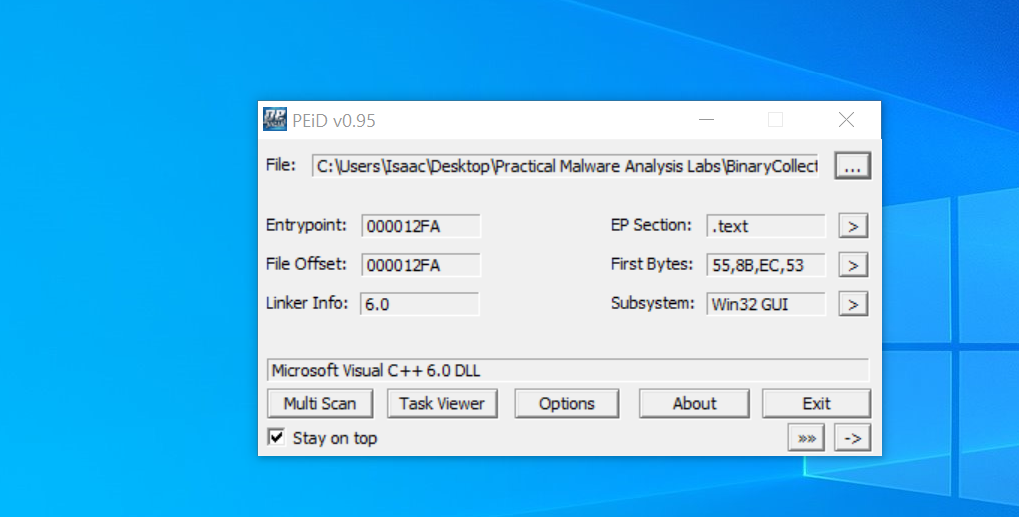 PEiD v0.95
File: C:\Users\Isaac\Desktop\Practical Malware Analysis Labs\BinaryCollect ...
Entrypoint: 000012FA EP Section: .text >
File Offset: 000012FA First Bytes: 55,8B,EC,53 >
Linker Info: 6.0 Subsystem: Win32 GUI >
Microsoft Visual C++ 6.0 DLL
Multi Scan Task Viewer Options About Exit
Stay on top »» ->